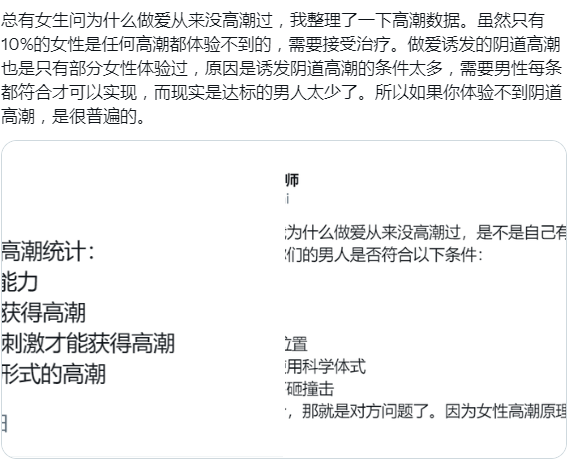 总有女生问为什么做爱从来没高潮过，我整理了一下高潮数据。虽然只有
10%的女性是任何高潮都体验不到的，需要接受治疗。做爱诱发的阴道高潮
也是只有部分女性体验过，原因是诱发阴道高潮的条件太多，需要男性每条
都符合才可以实现，而现实是达标的男人太少了。所以如果你体验不到阴道
高潮，是很普遍的。
高潮统计：
能力
获得高潮
刺激才能获得高潮
形式的高潮
师
i
为什么做爱从来没高潮过，是不是自己有
们的男人是否符合以下条件：
位置
用科学体式
砸撞击
，那就是对方问题了。因为女性高潮原理